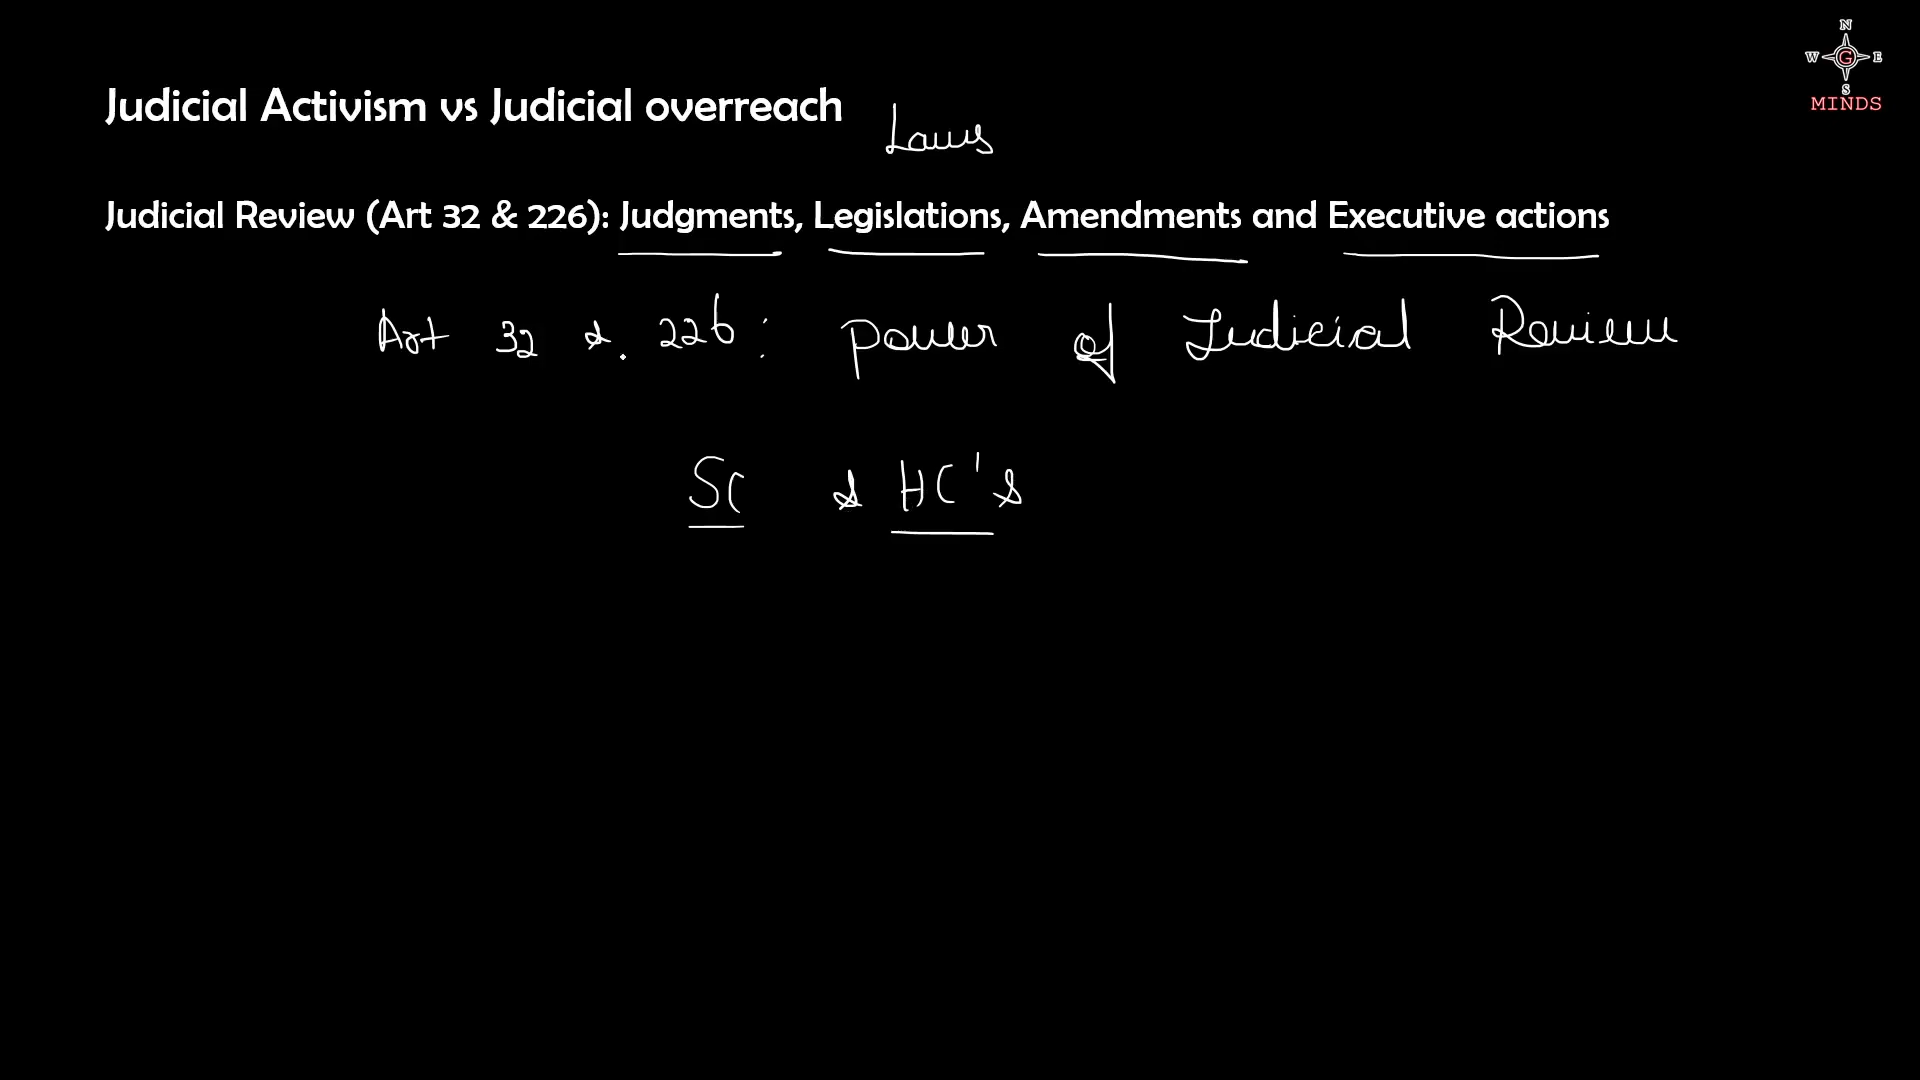 N
W G E
S
MINDS
Judicial Activism vs Judicial overreach
Laws
Judicial Review (Art 32 & 226): Judgments, Legislations, Amendments and Executive actions
Art 32 & 226: Power of Judicial Review
SC & HC's